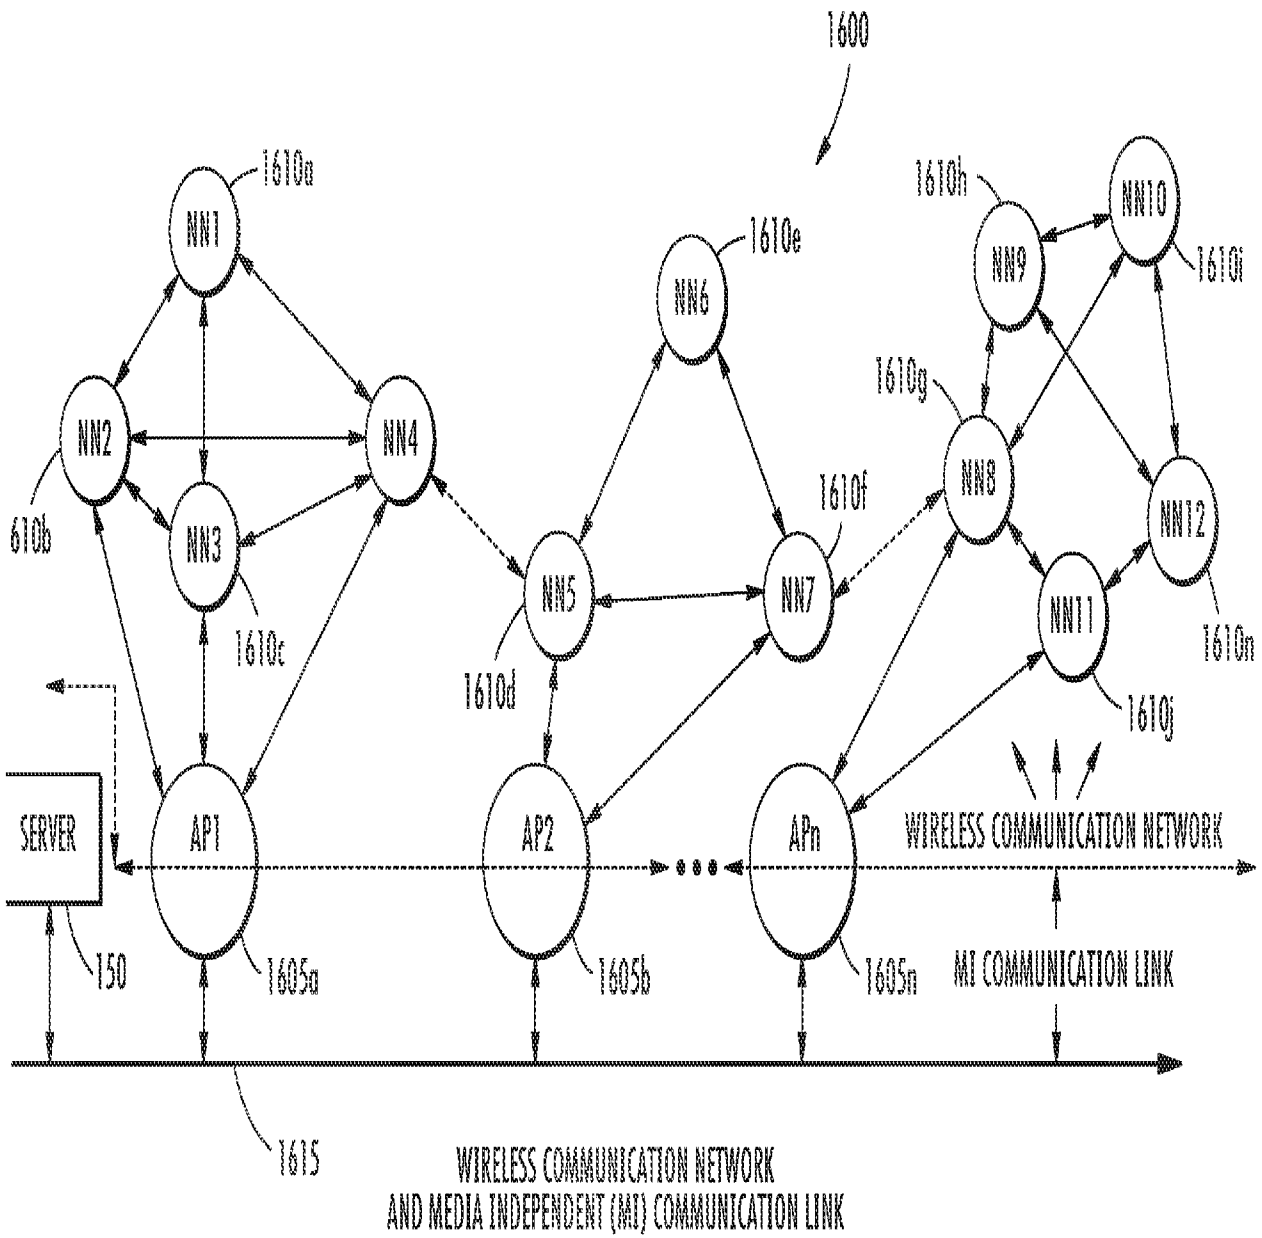 1600
1610a
NN1
1610h
NN10
1610e
NN9
1610i
NN6
1610g
NN2
NN4
NN8
1610f
610b
NN3
NN12
NN5
NN7
NN11
1610c
1610n
1610d
1610j
SERVER
AP1
AP2
APn
WIRELESS COMMUNICATION NETWORK
150
1605a
1605b
1605n
MI COMMUNICATION LINK
1615
WIRELESS COMMUNICATION NETWORK
AND MEDIA INDEPENDENT (MI) COMMUNICATION LINK